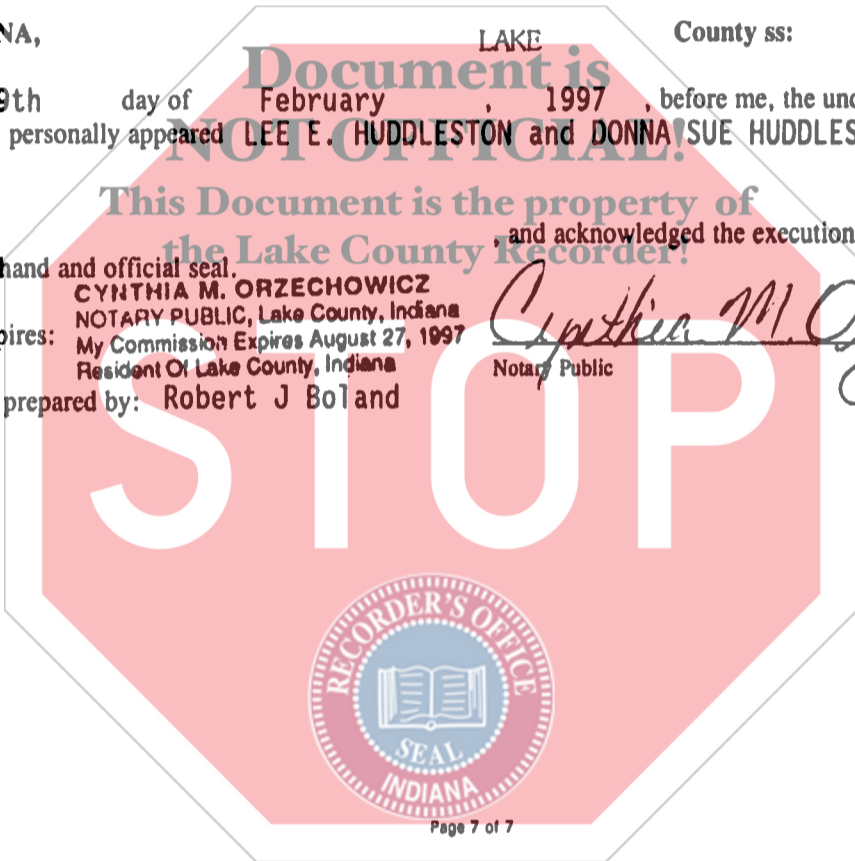 NA, LAKE County ss:
Document is
9th day of February , 1997 , before me, the und
personally appeared LEE E. HUDDLESTON and DONNA SUE HUDDLES
NOT OFFICIAL!
This Document is the property of
, and acknowledged the execution
the Lake County Recorder!
hand and official seal.
CYNTHIA M. ORZECHOWICZ
NOTARY PUBLIC, Lake County, Indiana
pires: My Commission Expires August 27, 1997
Resident Of Lake County, Indiana
Cynthia M. O
Notary Public
prepared by: Robert J Boland
STOP
RECORDER'S OFFICE
SEAL
INDIANA
Page 7 of 7